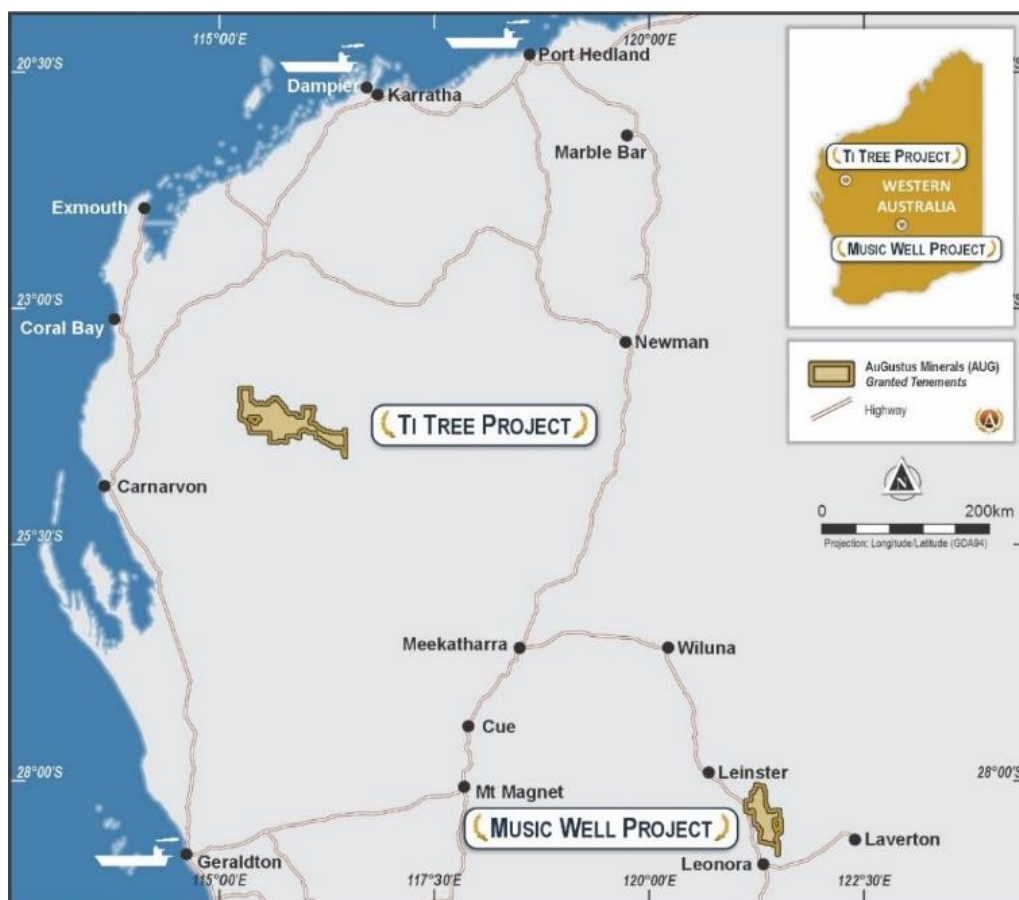 115°00'E
120°00'E
20°30'S
Port Hedland
Dampier
Karratha
Marble Bar
Exmouth
TI TREE PROJECT
WESTERN
AUSTRALIA
MUSIC WELL PROJECT
23°00'S
Coral Bay
Newman
AuGustus Minerals (AUG)
Granted Tenements
Highway
TI TREE PROJECT
Carnarvon
N
0 200km
Projection: Longitude/Latitude (GDA94)
25°30'S
Meekatharra
Wiluna
Cue
28°00'S
Leinster
28°00'S
Mt Magnet
MUSIC WELL PROJECT
Laverton
Geraldton
Leonora
115°00'E
117°30'E
120°00'E
122°30'E